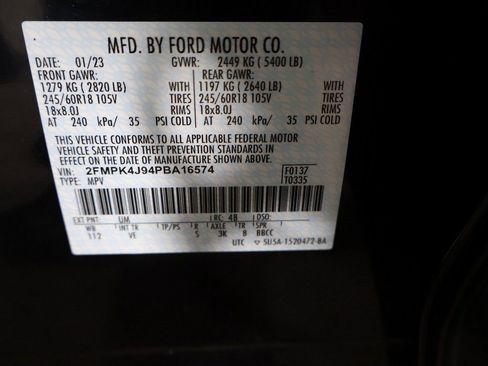 MFD. BY FORD MOTOR CO.
DATE: 01/23 GVWR: 2449 KG ( 5400 LB)
FRONT GAWR: REAR GAWR:
1279 KG ( 2820 LB) WITH 1197 KG ( 2640 LB) WITH
245/60R18 105V TIRES 245/60R18 105V TIRES
18x8.0J RIMS 18x8.0J RIMS
AT 240 kPa/ 35 PSI COLD AT 240 kPa/ 35 PSI COLD
THIS VEHICLE CONFORMS TO ALL APPLICABLE FEDERAL MOTOR
VEHICLE SAFETY AND THEFT PREVENTION STANDARDS IN EFFECT
ON THE DATE OF MANUFACTURE SHOWN ABOVE.
VIN: 2FMPK4J94PBA16574 F0137
TYPE: MPV T0335
EXT PNT: UM RC: 48 DSO:
WB INT TR TP/PS R AXLE TR SPR
112 VE 5 3K 8 BBCC
UTC 5U5A-1520472-BA